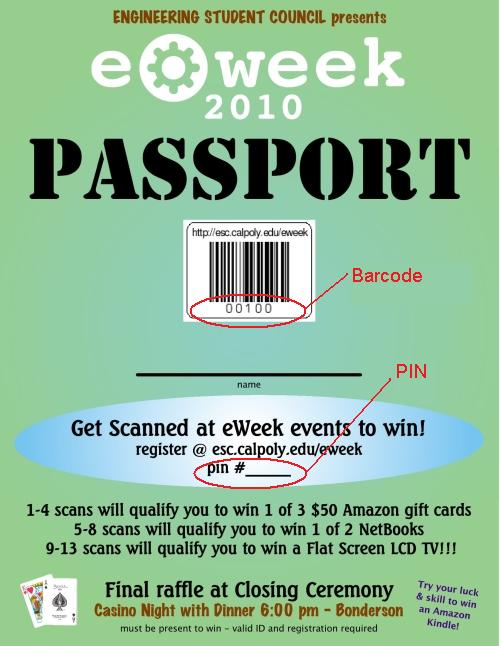 ENGINEERING STUDENT COUNCIL presents
eweek
2010
PASSPORT
http://esc.calpoly.edu/eweek
00100
Barcode
name
PIN
Get Scanned at eWeek events to win!
register @ esc.calpoly.edu/eweek
pin #_____
1-4 scans will qualify you to win 1 of 3 $50 Amazon gift cards
5-8 scans will qualify you to win 1 of 2 NetBooks
9-13 scans will qualify you to win a Flat Screen LCD TV!!!
Final raffle at Closing Ceremony
Casino Night with Dinner 6:00 pm - Bonderson
must be present to win - valid ID and registration required
Try your luck
& skill to win
an Amazon
Kindle!